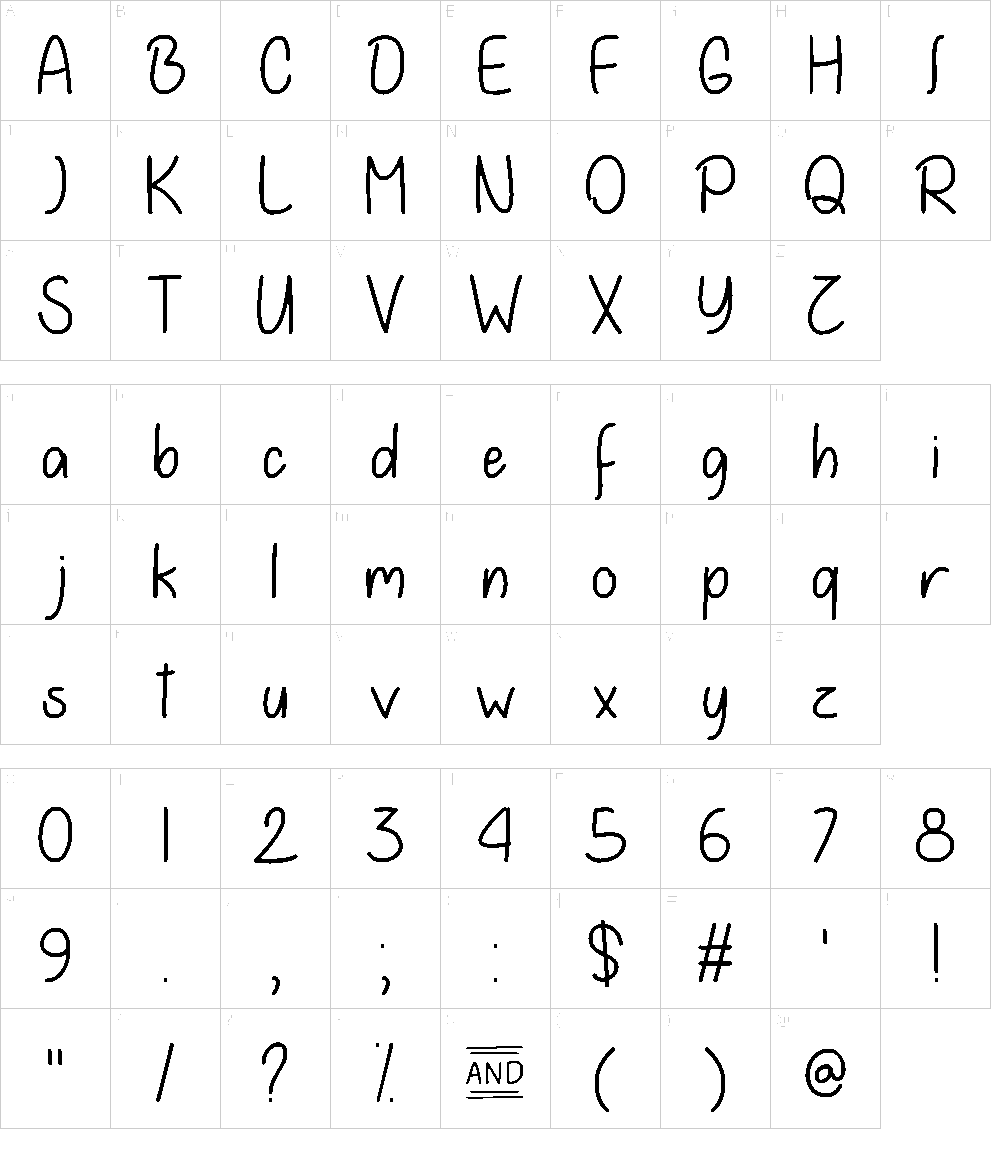 A B C D E F G H I
J K L M N O P Q R
S T U V W X Y Z
a b c d e f g h i
j k l m n o p q r
s t u v w x y z
0 1 2 3 4 5 6 7 8
9 . , ; : $ # ' !
" / ? % AND ( ) @